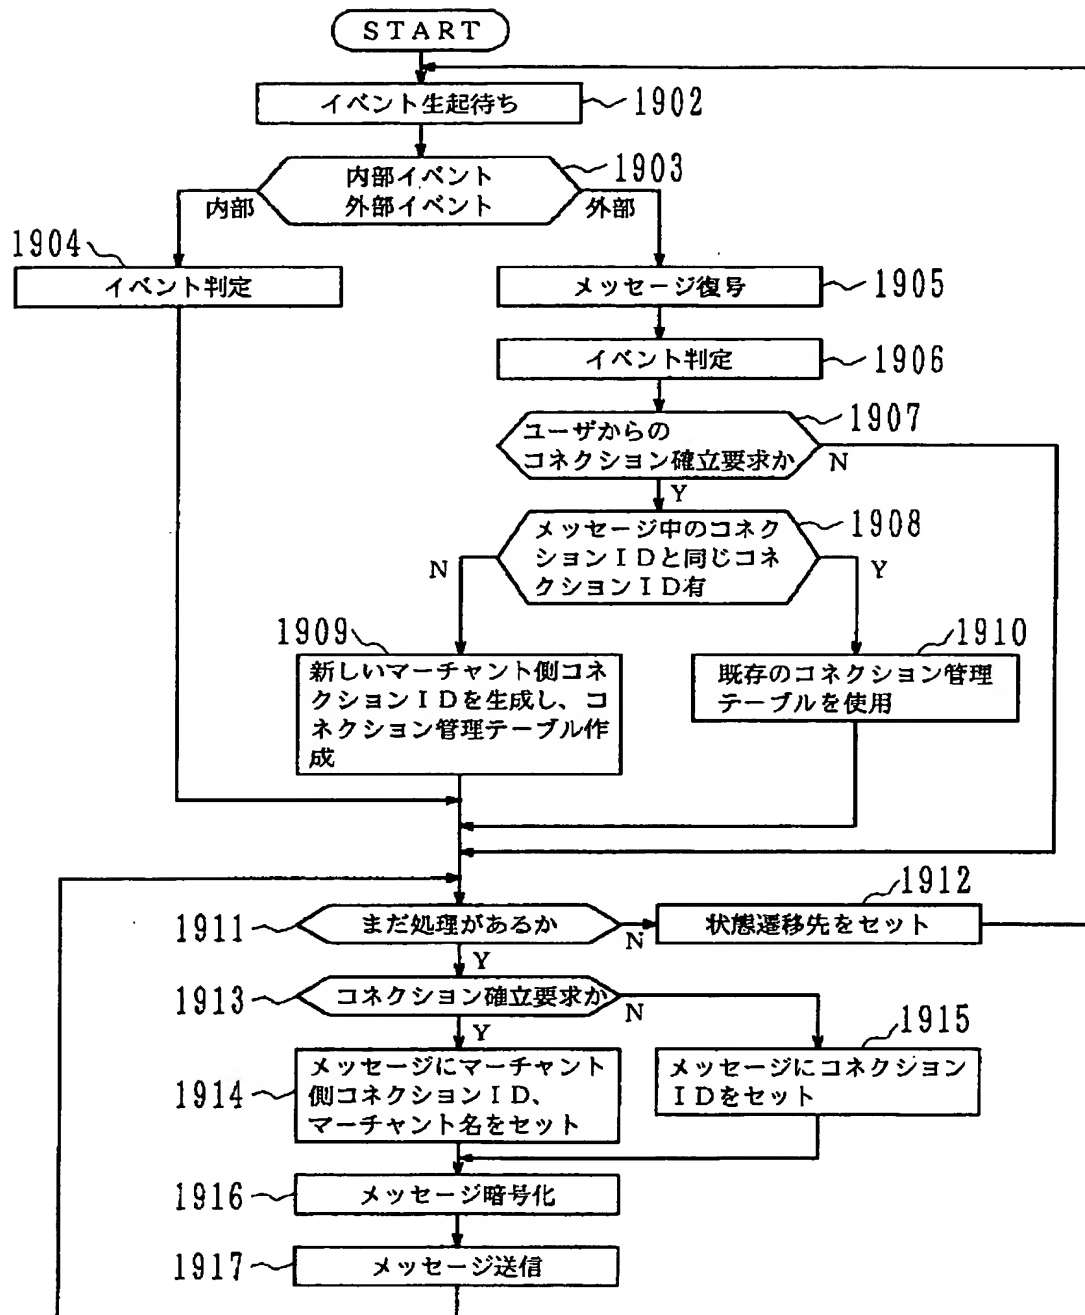 START
イベント生起待ち
1902
内部イベント
外部イベント
1903
内部
外部
1904
イベント判定
メッセージ復号
1905
イベント判定
1906
ユーザからの
コネクション確立要求か
1907
N
Y
メッセージ中のコネク
ションIDと同じコネ
クションID有
1908
N
Y
1909
新しいマーチャント側コネ
クションIDを生成し、コ
ネクション管理テーブル作
成
1910
既存のコネクション管理
テーブルを使用
1911
まだ処理があるか
N
Y
1912
状態遷移先をセット
1913
コネクション確立要求か
N
Y
1914
メッセージにマーチャント
側コネクションID、
マーチャント名をセット
1915
メッセージにコネクション
IDをセット
1916
メッセージ暗号化
1917
メッセージ送信